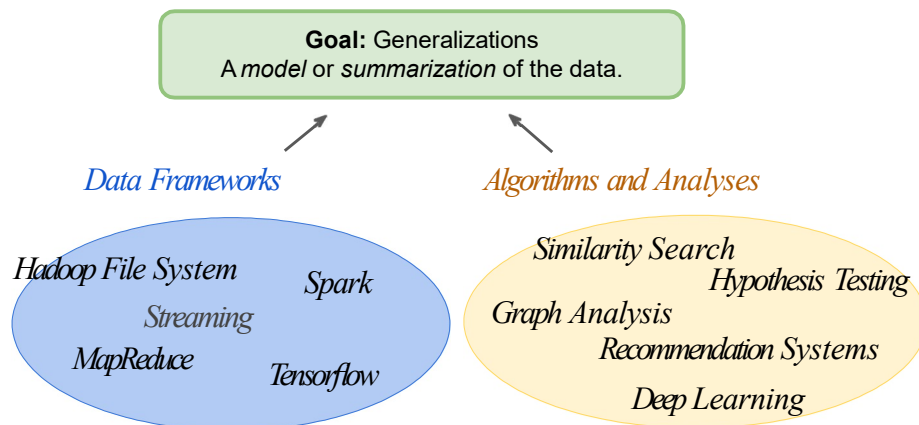 Goal: Generalizations
A model or summarization of the data.
Data Frameworks
Algorithms and Analyses
Hadoop File System
Spark
Streaming
MapReduce
Tensorflow
Similarity Search
Hypothesis Testing
Graph Analysis
Recommendation Systems
Deep Learning